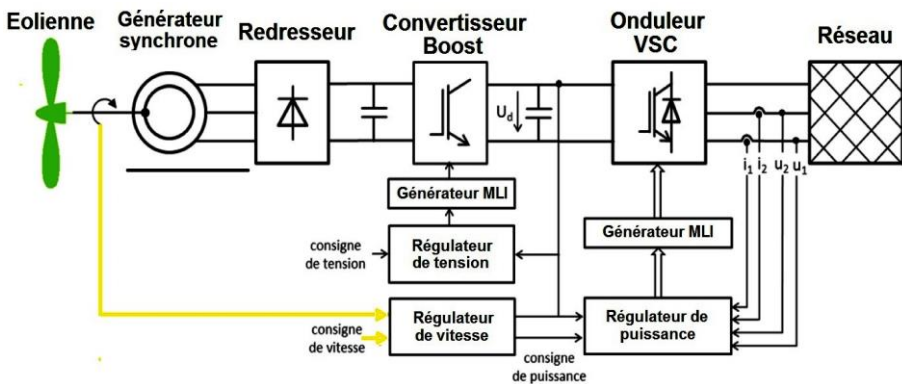 Eolienne
Générateur
synchrone
Redresseur
Convertisseur
Boost
Onduleur
VSC
Réseau
U_d
i₁ i₂ u₂ u₁
Générateur MLI
Générateur MLI
consigne
de tension
Régulateur
de tension
consigne
de vitesse
Régulateur
de vitesse
consigne
de puissance
Régulateur de
puissance